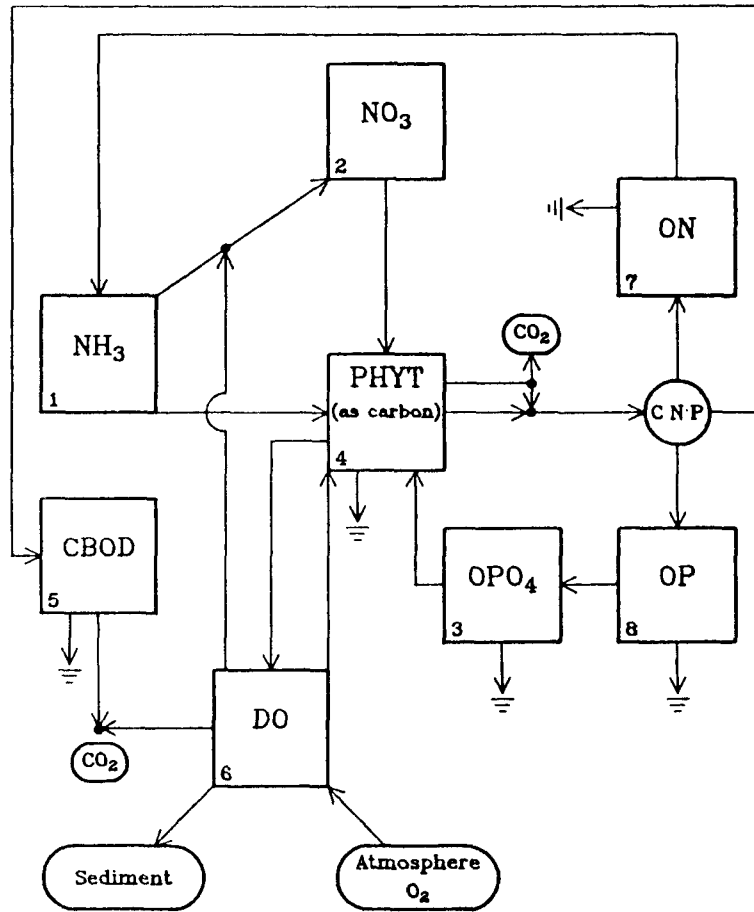 NO₃
2
ON
7
NH₃
1
CO₂
PHYT
(as carbon)
4
C N·P
CBOD
5
OPO₄
3
OP
8
DO
6
CO₂
Sediment
Atmosphere
O₂